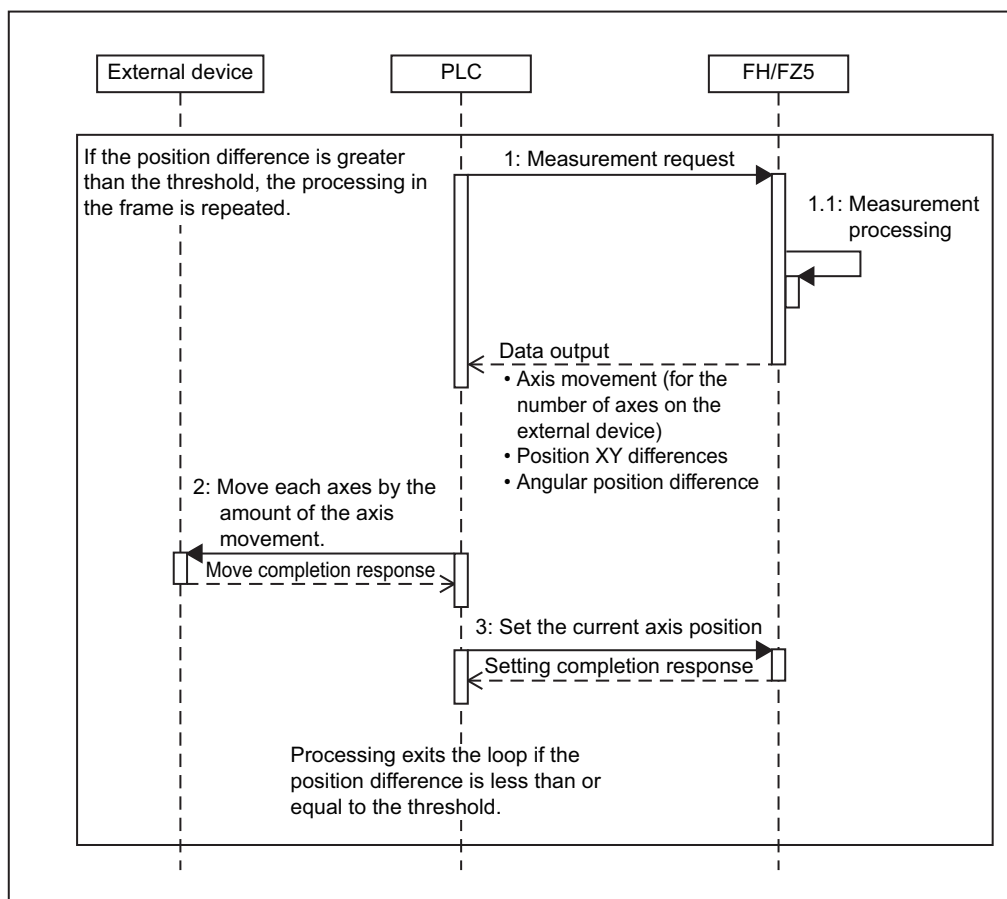 External device
PLC
FH/FZ5
If the position difference is greater
than the threshold, the processing in
the frame is repeated.
1: Measurement request
1.1: Measurement
processing
Data output
• Axis movement (for the
number of axes on the
external device)
• Position XY differences
• Angular position difference
2: Move each axes by the
amount of the axis
movement.
Move completion response
3: Set the current axis position
Setting completion response
Processing exits the loop if the
position difference is less than or
equal to the threshold.